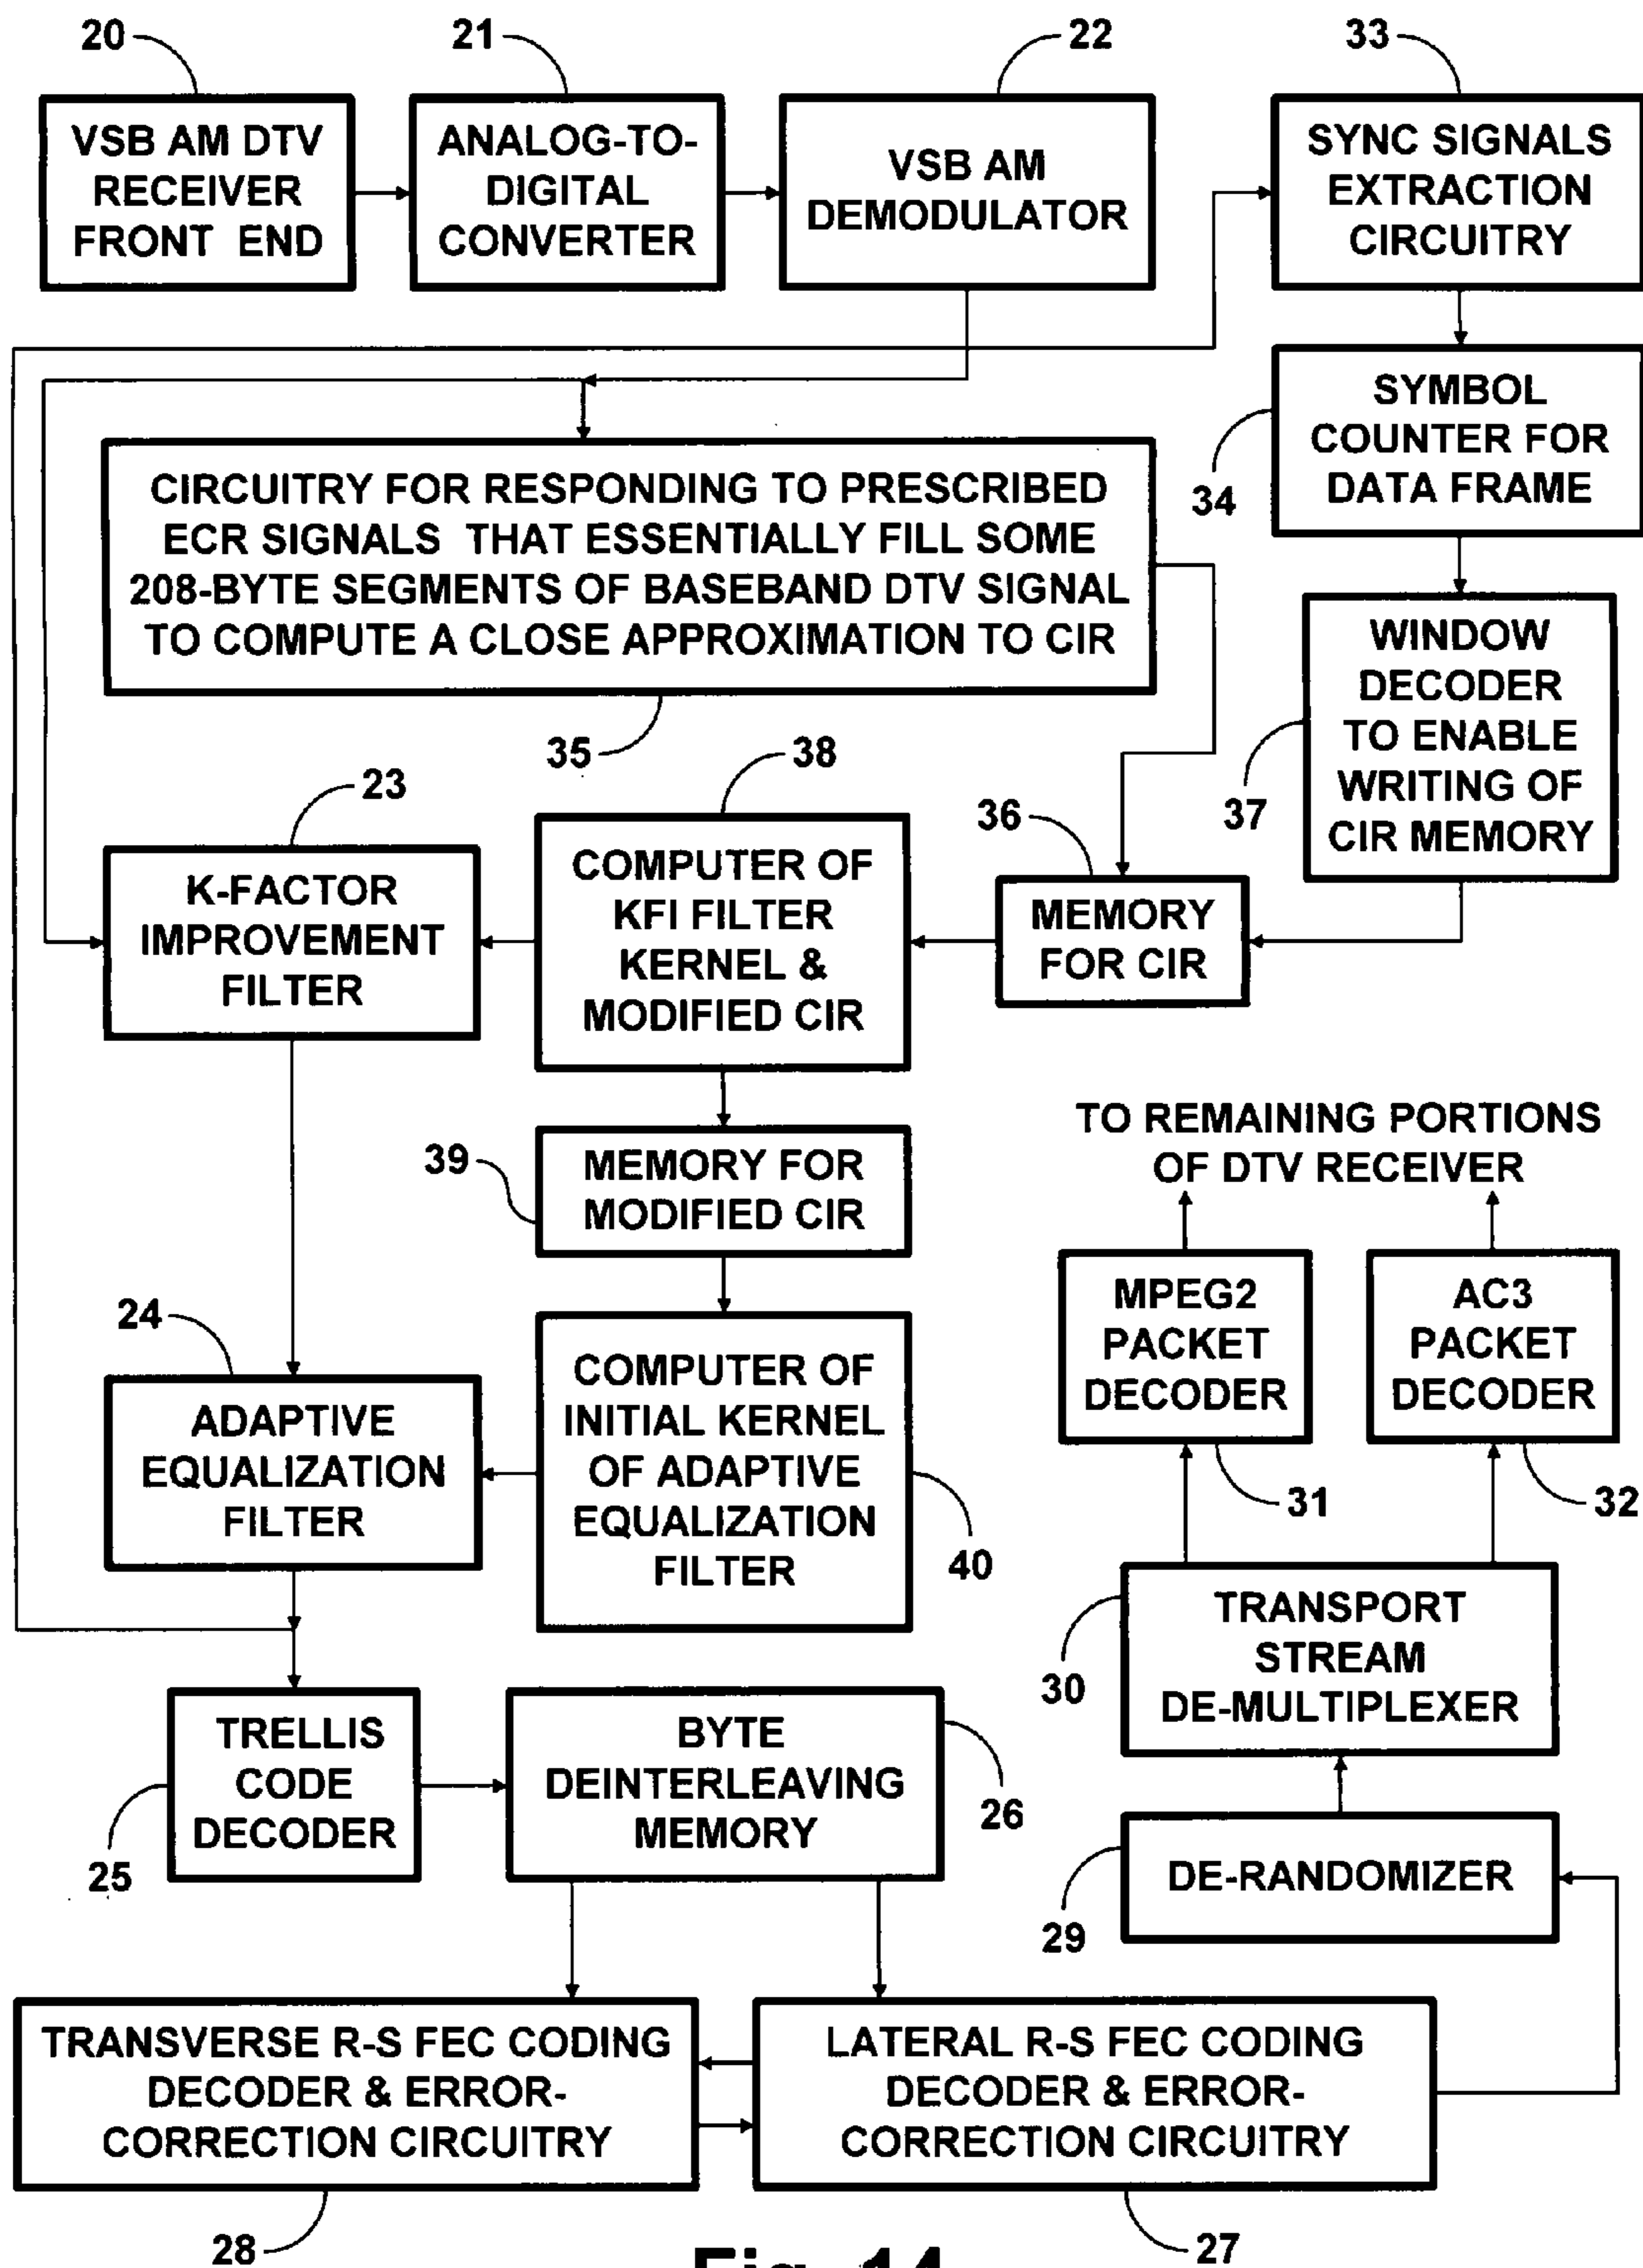 20
21
22
33
VSB AM DTV
RECEIVER
FRONT END
ANALOG-TO-
DIGITAL
CONVERTER
VSB AM
DEMODULATOR
SYNC SIGNALS
EXTRACTION
CIRCUITRY
SYMBOL
COUNTER FOR
DATA FRAME
34
CIRCUITRY FOR RESPONDING TO PRESCRIBED
ECR SIGNALS THAT ESSENTIALLY FILL SOME
208-BYTE SEGMENTS OF BASEBAND DTV SIGNAL
TO COMPUTE A CLOSE APPROXIMATION TO CIR
35
WINDOW
DECODER
TO ENABLE
WRITING OF
CIR MEMORY
37
23
38
36
K-FACTOR
IMPROVEMENT
FILTER
COMPUTER OF
KFI FILTER
KERNEL &
MODIFIED CIR
MEMORY
FOR CIR
39
MEMORY FOR
MODIFIED CIR
TO REMAINING PORTIONS
OF DTV RECEIVER
MPEG2
PACKET
DECODER
31
AC3
PACKET
DECODER
32
24
ADAPTIVE
EQUALIZATION
FILTER
COMPUTER OF
INITIAL KERNEL
OF ADAPTIVE
EQUALIZATION
FILTER
40
TRANSPORT
STREAM
DE-MULTIPLEXER
30
TRELLIS
CODE
DECODER
25
BYTE
DEINTERLEAVING
MEMORY
26
DE-RANDOMIZER
29
TRANSVERSE R-S FEC CODING
DECODER & ERROR-
CORRECTION CIRCUITRY
28
LATERAL R-S FEC CODING
DECODER & ERROR-
CORRECTION CIRCUITRY
27
Fig. 14